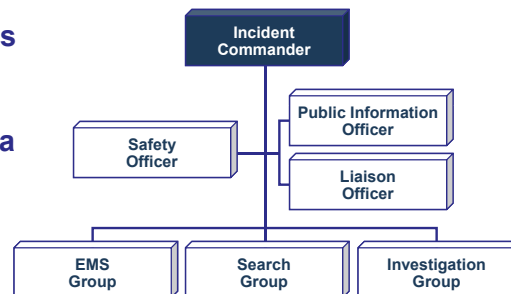 s
Incident
Commander
a
Public Information
Officer
Safety
Officer
Liaison
Officer
EMS
Group
Search
Group
Investigation
Group